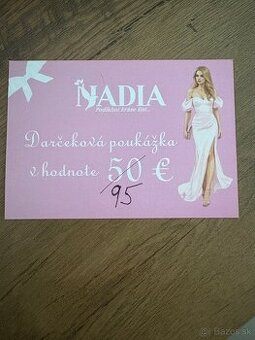 NADIA
Darčeková poukážka
v hodnote 50 €
95
Bazos.sk